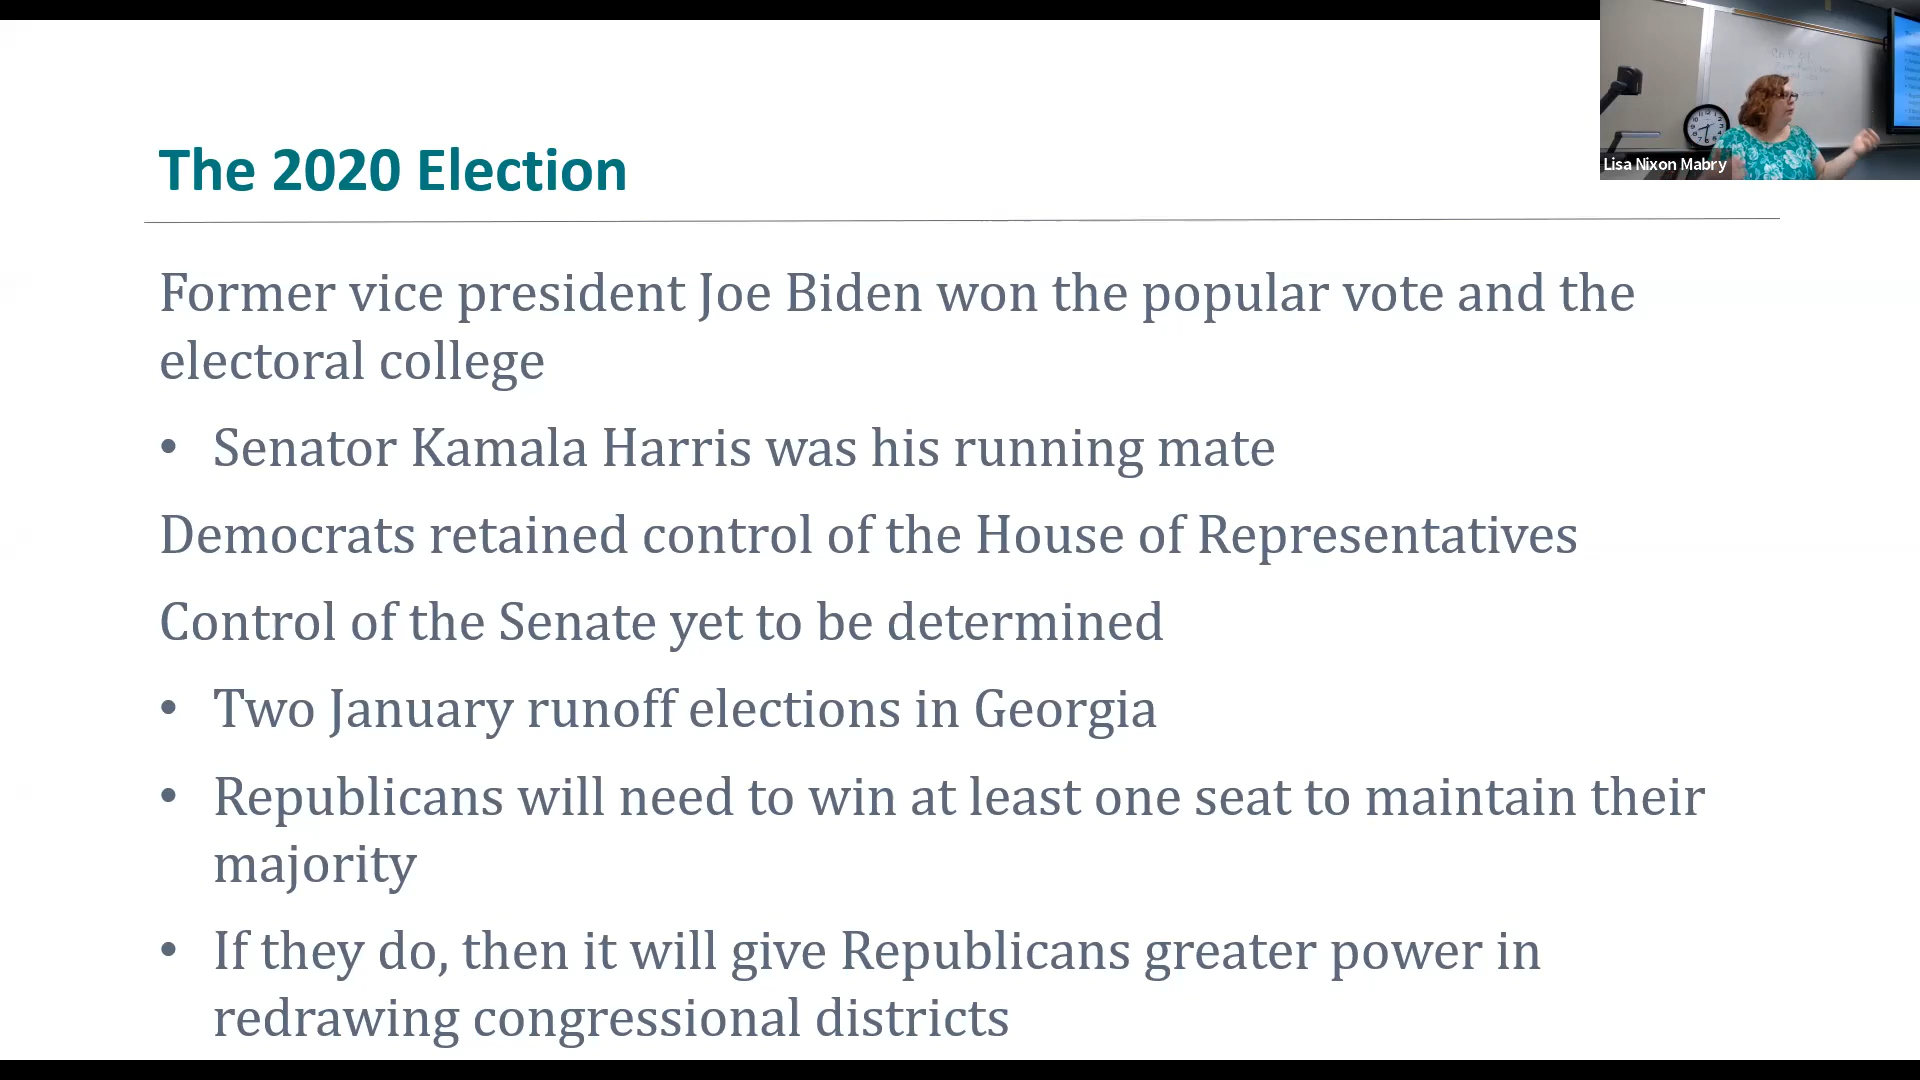 The 2020 Election
Lisa Nixon Mabry
Former vice president Joe Biden won the popular vote and the
electoral college
• Senator Kamala Harris was his running mate
Democrats retained control of the House of Representatives
Control of the Senate yet to be determined
• Two January runoff elections in Georgia
• Republicans will need to win at least one seat to maintain their
majority
• If they do, then it will give Republicans greater power in
redrawing congressional districts